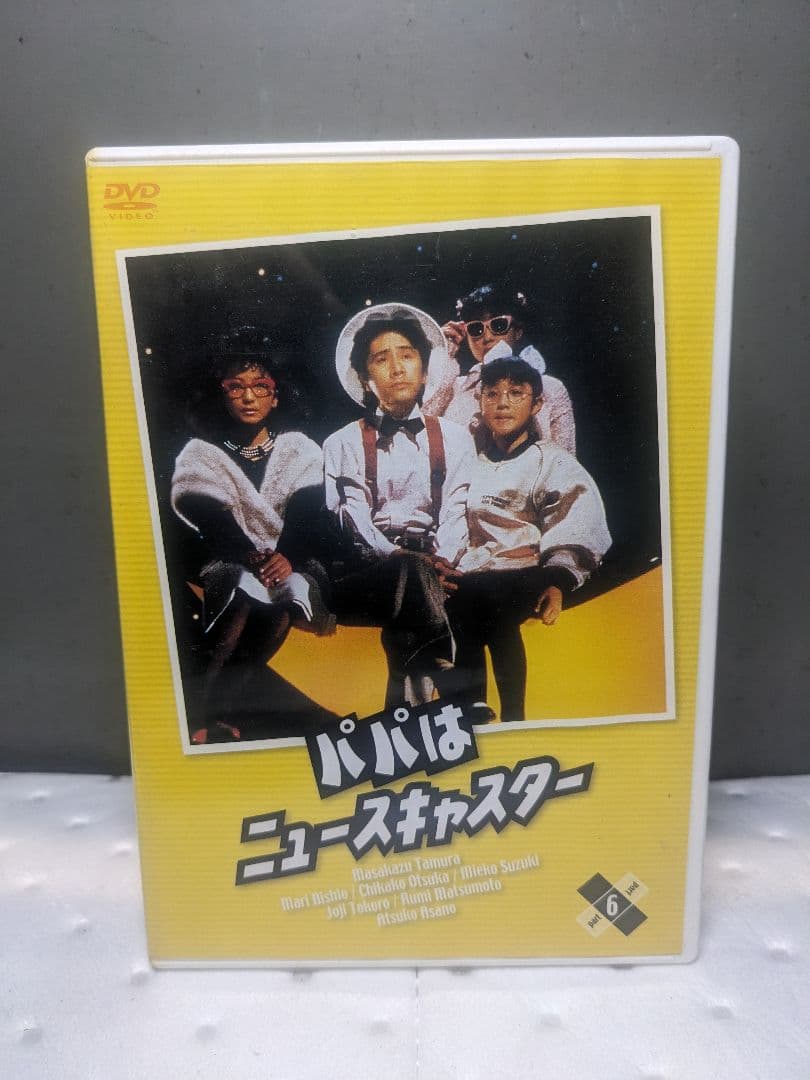 DVD
VIDEO
パパは
ニュースキャスター
Masakazu Tamura
Mari Nishio / Chikako Otsuka / Mieko Suzuki
Joji Tokoro / Rumi Matsumoto
Atsuko Asano
part 6 part